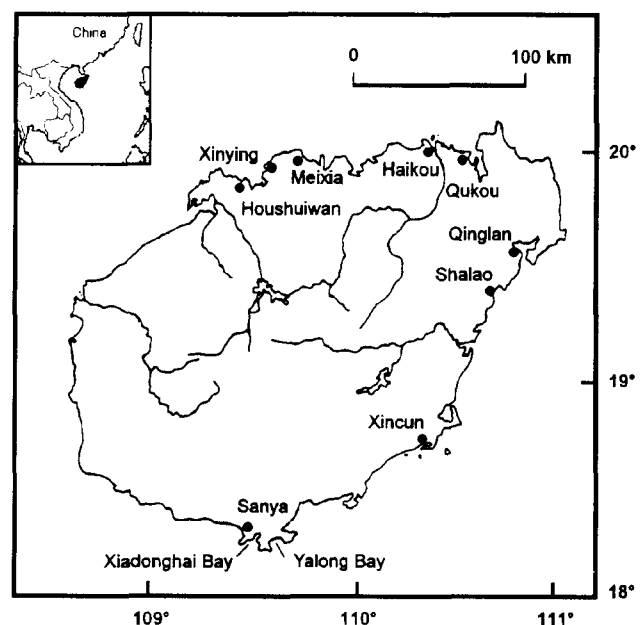 China
0
100 km
20°
Xinying
Meixia
Haikou
Qukou
Houshuiwan
Qinglan
Shalao
19°
Xincun
Sanya
Xiadonghai Bay
Yalong Bay
18°
109°
110°
111°